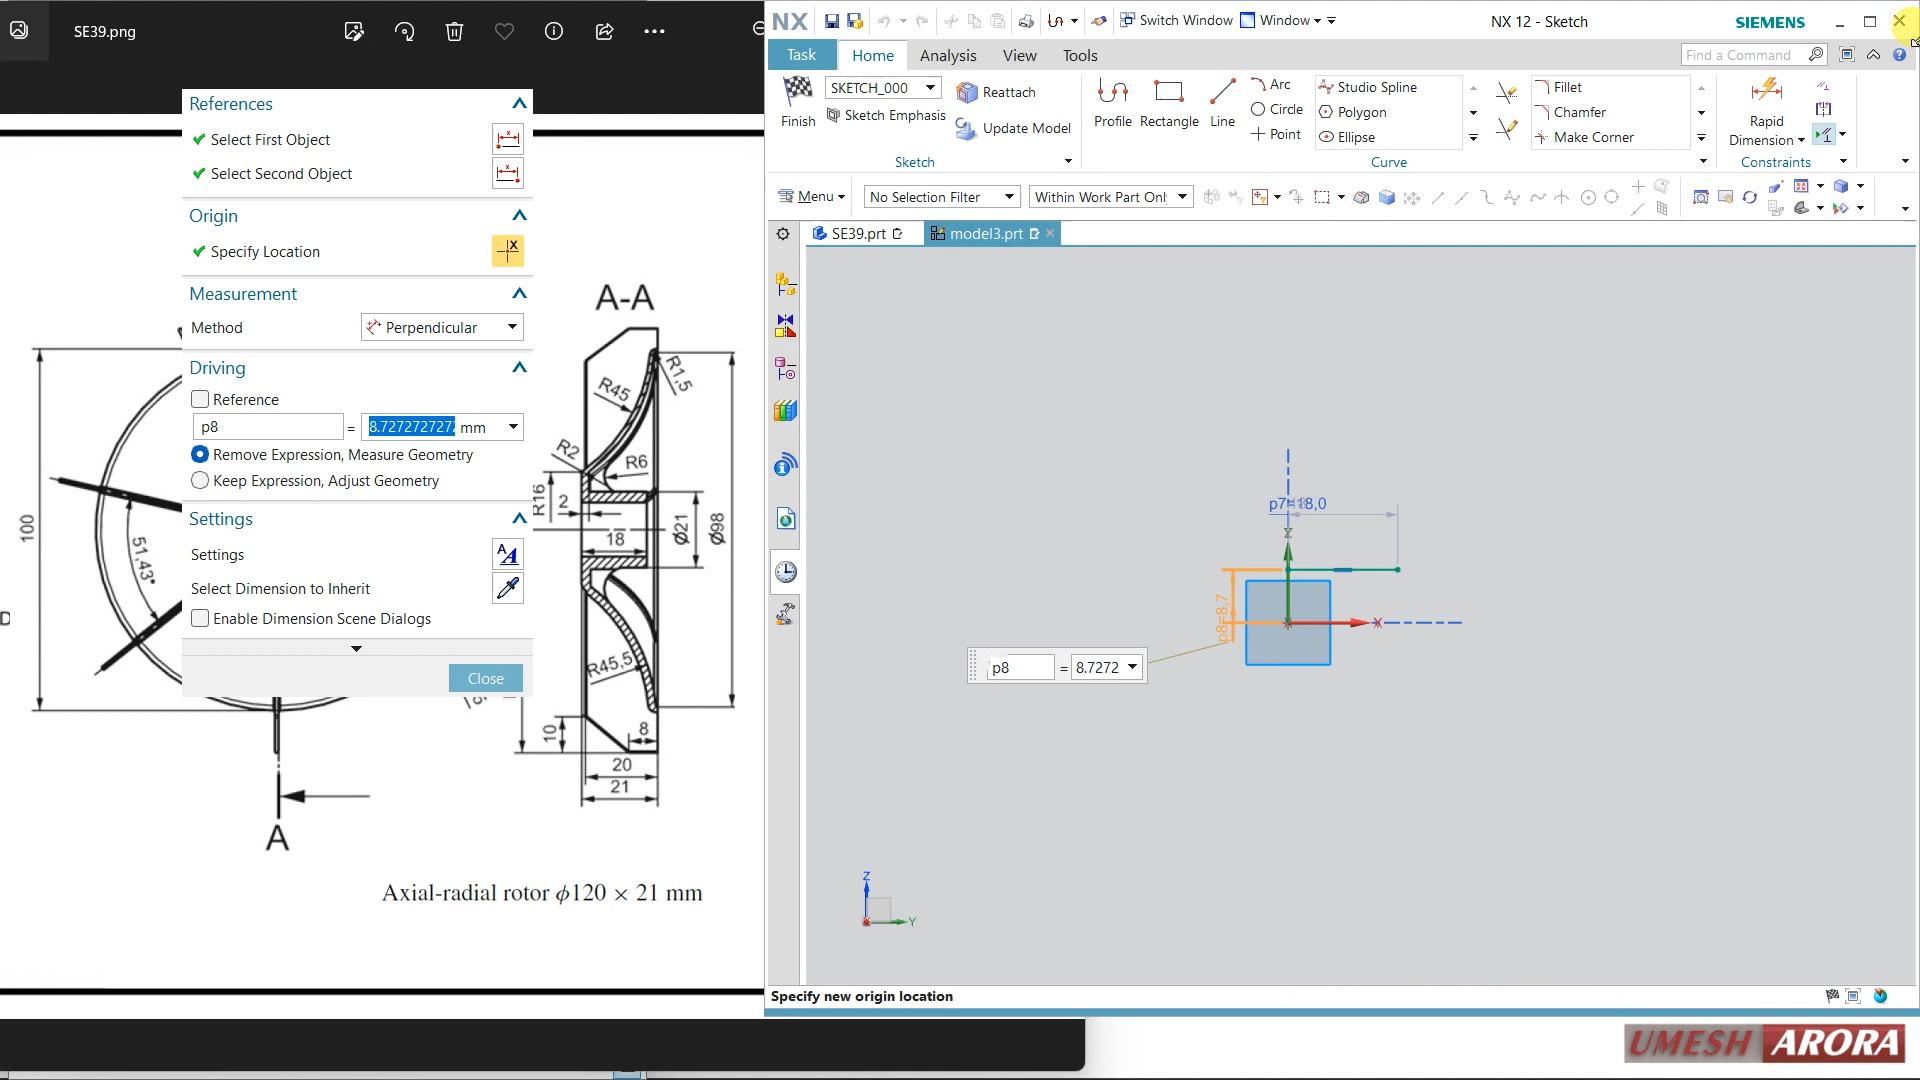 SE39.png
References
Select First Object
Select Second Object
Origin
Specify Location
Measurement
Method
Perpendicular
Driving
Reference
p8 = 8.7272727272 mm
Remove Expression, Measure Geometry
Keep Expression, Adjust Geometry
Settings
Settings
Select Dimension to Inherit
Enable Dimension Scene Dialogs
Close
A-A
R45
R1,5
R2
R6
R16
2
18
Φ21
Φ98
R45,5
10
8
20
21
100
51,43°
A
Axial-radial rotor ϕ120 × 21 mm
NX
Switch Window
Window
NX 12 - Sketch
SIEMENS
Task
Home
Analysis
View
Tools
Find a Command
Finish
SKETCH_000
Sketch Emphasis
Reattach
Update Model
Sketch
Profile
Rectangle
Line
Arc
Circle
Point
Studio Spline
Polygon
Ellipse
Fillet
Chamfer
Make Corner
Curve
Rapid
Dimension
Constraints
Menu
No Selection Filter
Within Work Part Onl
SE39.prt
model3.prt
p7=18,0
Z
X
p8=8,7
p8 = 8.7272
Z
Y
Specify new origin location
UMESH ARORA